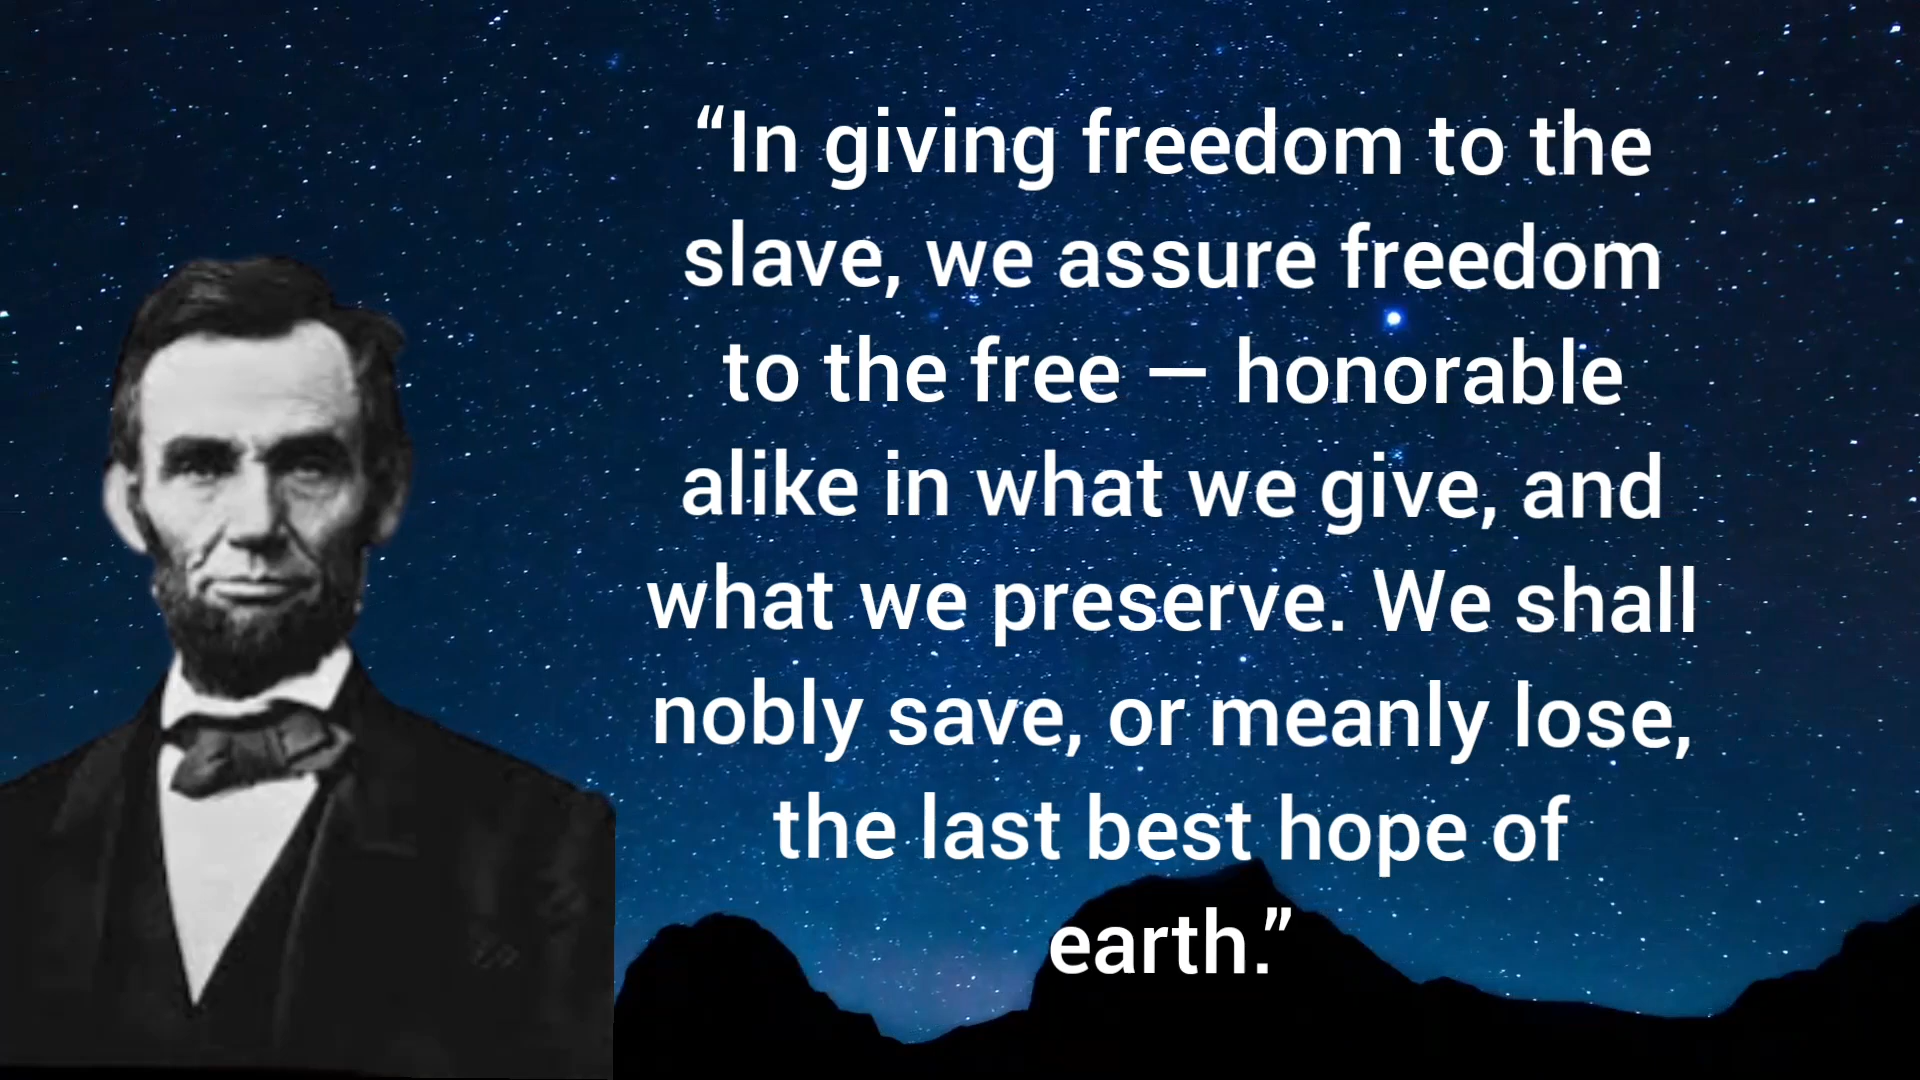 “In giving freedom to the
slave, we assure freedom
to the free — honorable
alike in what we give, and
what we preserve. We shall
nobly save, or meanly lose,
the last best hope of
earth.”